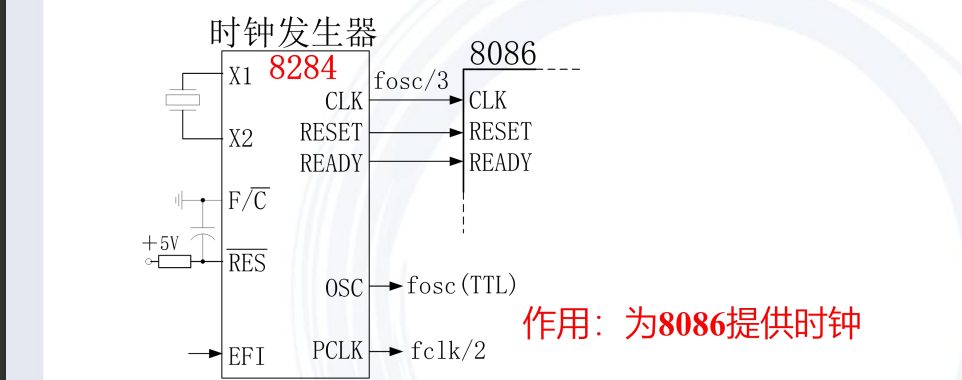 时钟发生器
8284
8086
X1
fosc/3
CLK
CLK
X2
RESET
RESET
READY
READY
F/C̅
+5V
R̅E̅S̅
OSC
fosc(TTL)
作用：为8086提供时钟
EFI
PCLK
fclk/2